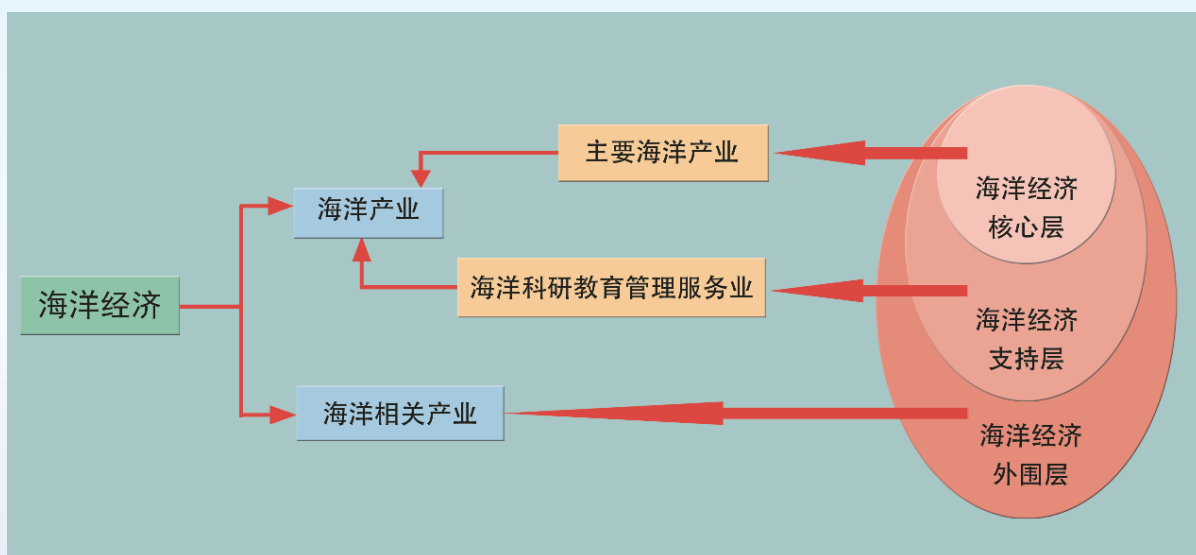 主要海洋产业
海洋产业
海洋科研教育管理服务业
海洋经济
海洋相关产业
海洋经济
核心层
海洋经济
支持层
海洋经济
外围层